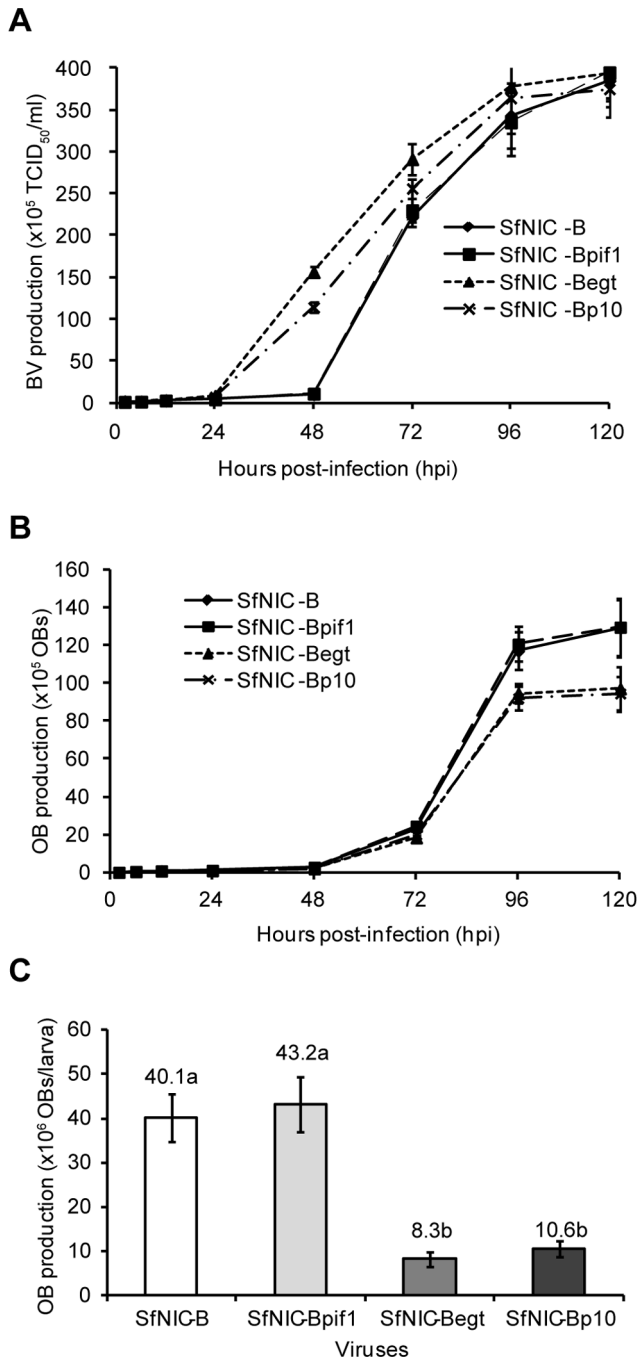 A
400
350
300
250
200
150
100
50
0
BV production (x10⁵ TCID₅₀/ml)
SfNIC -B
SfNIC -Bpif1
SfNIC -Begt
SfNIC -Bp10
0 24 48 72 96 120
Hours post-infection (hpi)
B
160
140
120
100
80
60
40
20
0
OB production (x10⁵ OBs)
SfNIC-B
SfNIC-Bpif1
SfNIC-Begt
SfNIC-Bp10
0 24 48 72 96 120
Hours post-infection (hpi)
C
60
50
40
30
20
10
0
OB production (x10⁶ OBs/larva)
40.1a
43.2a
8.3b
10.6b
SfNIC-B SfNIC-Bpif1 SfNIC-Begt SfNIC-Bp10
Viruses